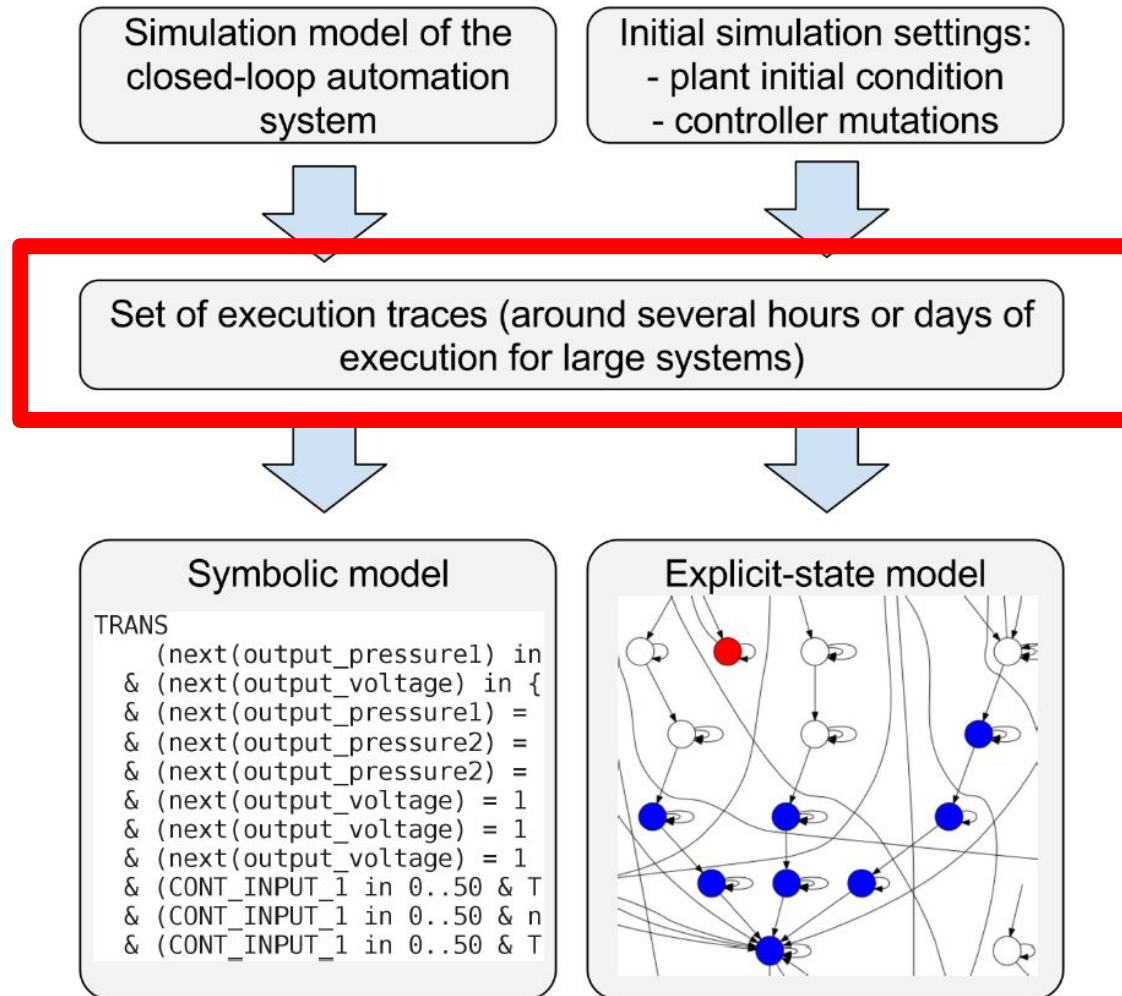 Simulation model of the
closed-loop automation
system
Initial simulation settings:
- plant initial condition
- controller mutations
Set of execution traces (around several hours or days of
execution for large systems)
Symbolic model
TRANS
(next(output_pressure1) in
& (next(output_voltage) in {
& (next(output_pressure1) =
& (next(output_pressure2) =
& (next(output_pressure2) =
& (next(output_voltage) = 1
& (next(output_voltage) = 1
& (next(output_voltage) = 1
& (CONT_INPUT_1 in 0..50 & T
& (CONT_INPUT_1 in 0..50 & n
& (CONT_INPUT_1 in 0..50 & T
Explicit-state model